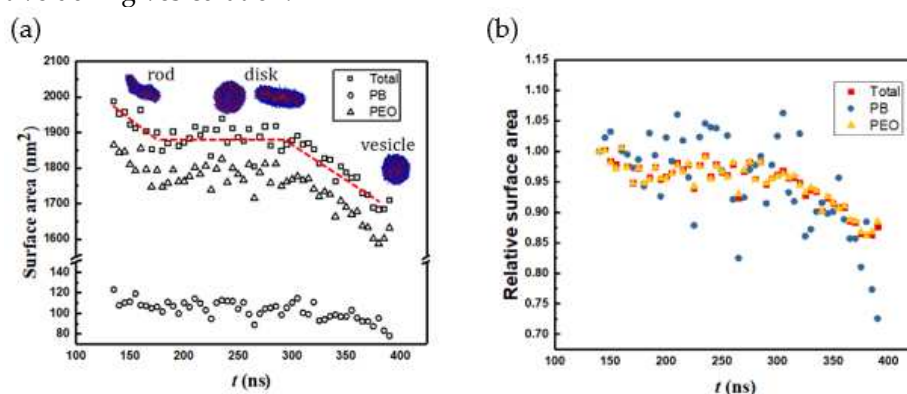 (a)
(b)
rod
disk
vesicle
Total
PB
PEO
2100
2000
1900
1800
1700
1600
140
120
100
80
Surface area (nm²)
100 150 200 250 300 350 400
t (ns)
1.15
1.10
1.05
1.00
0.95
0.90
0.85
0.80
0.75
0.70
Relative surface area
Total
PB
PEO
100 150 200 250 300 350 400
t (ns)